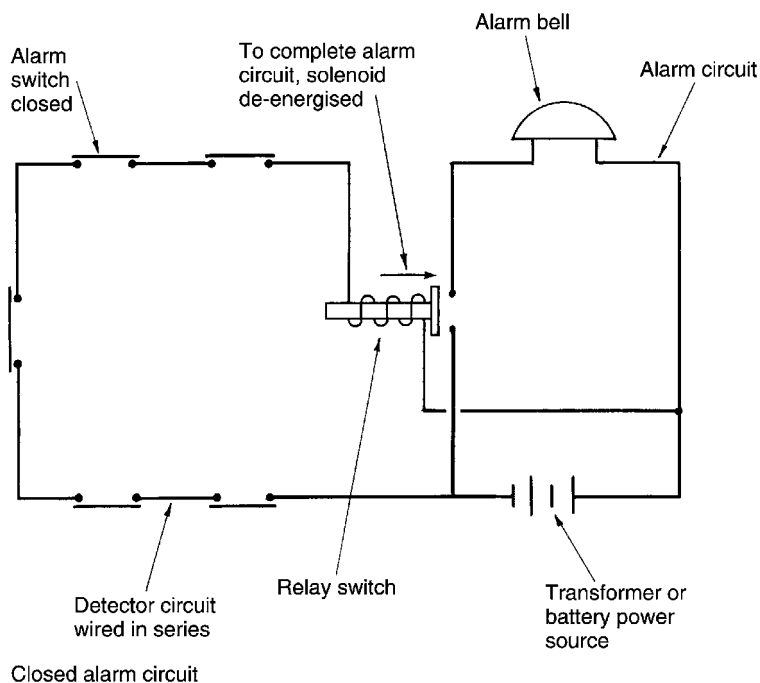 Alarm bell
Alarm
switch
closed
To complete alarm
circuit, solenoid
de-energised
Alarm circuit
Relay switch
Detector circuit
wired in series
Transformer or
battery power
source
Closed alarm circuit